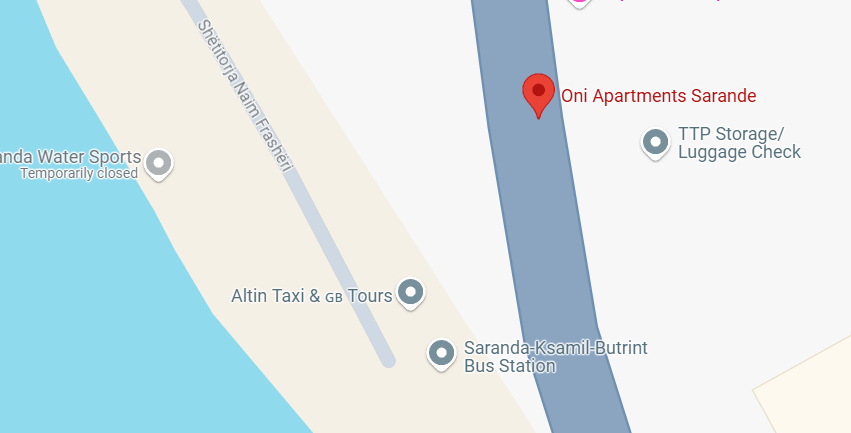 Shëtitorja Naim Frashëri
Oni Apartments Sarande
TTP Storage/
Luggage Check
Water Sports
Temporarily closed
Altin Taxi & GB Tours
Saranda-Ksamil-Butrint
Bus Station